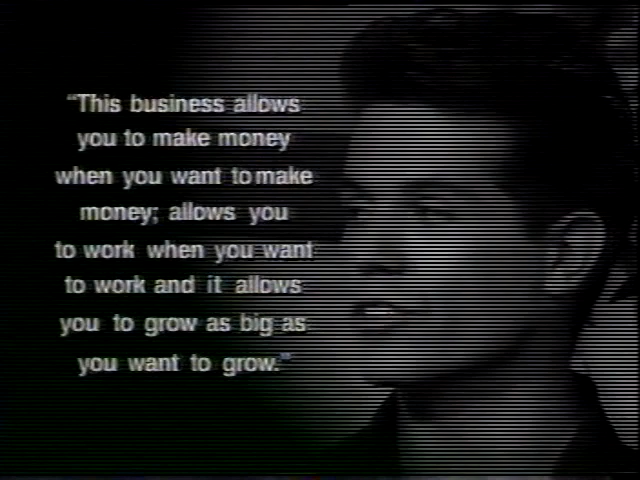 “This business allows
you to make money
when you want to make
money; allows you
to work when you want
to work and it allows
you to grow as big as
you want to grow.”